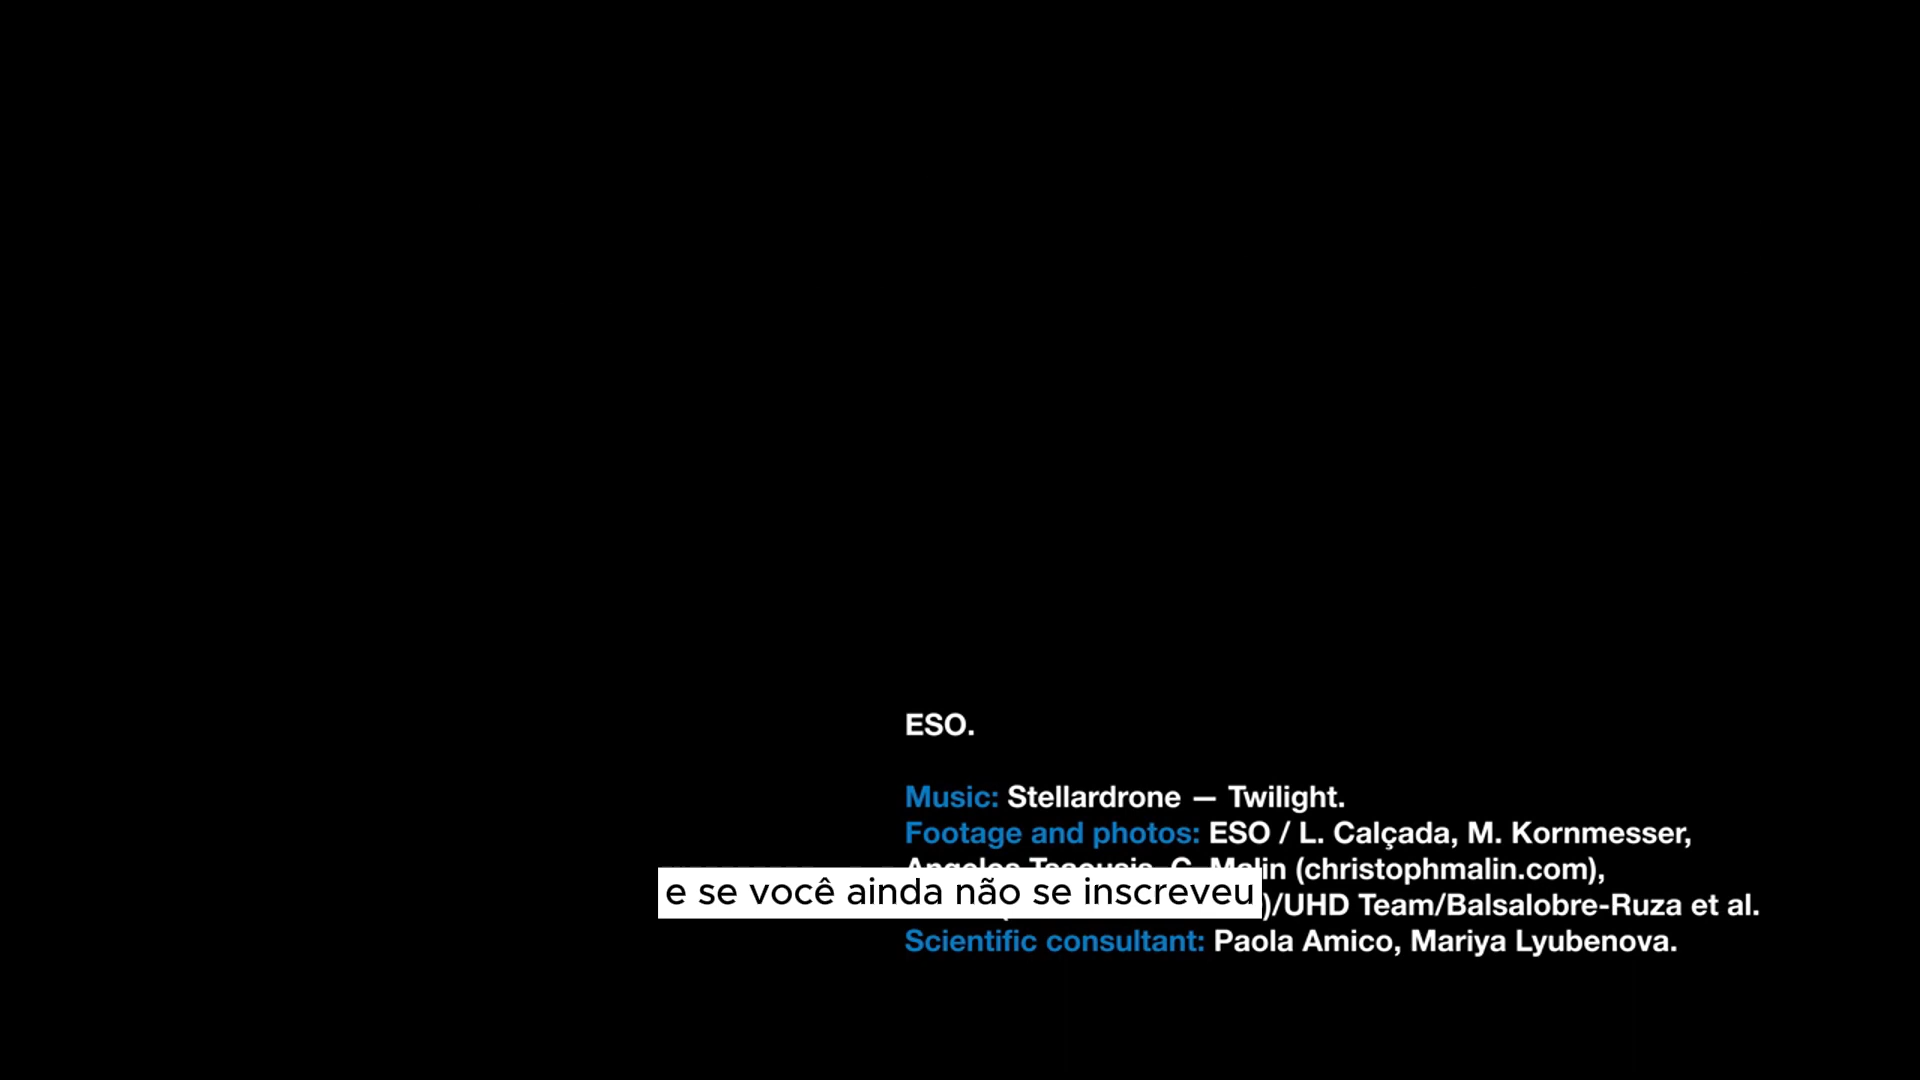 ESO.
Music: Stellardrone — Twilight.
Footage and photos: ESO / L. Calçada, M. Kornmesser,
Malin (christophmalin.com),
e se você ainda não se inscreveu
)/UHD Team/Balsalobre-Ruza et al.
Scientific consultant: Paola Amico, Mariya Lyubenova.